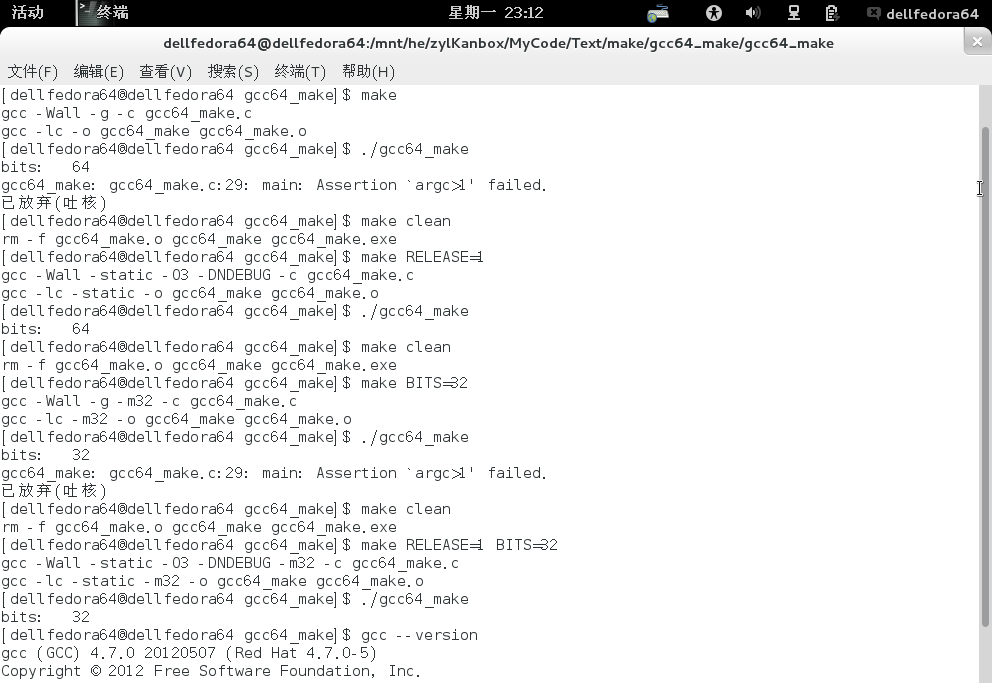 活动 终端 星期一 23:12 dellfedora64
dellfedora64@dellfedora64:/mnt/he/zylKanbox/MyCode/Text/make/gcc64_make/gcc64_make
文件(F) 编辑(E) 查看(V) 搜索(S) 终端(T) 帮助(H)
[dellfedora64@dellfedora64 gcc64_make]$ make
gcc -Wall -g -c gcc64_make.c
gcc -lc -o gcc64_make gcc64_make.o
[dellfedora64@dellfedora64 gcc64_make]$ ./gcc64_make
bits: 64
gcc64_make: gcc64_make.c:29: main: Assertion `argc>1' failed.
已放弃(吐核)
[dellfedora64@dellfedora64 gcc64_make]$ make clean
rm -f gcc64_make.o gcc64_make gcc64_make.exe
[dellfedora64@dellfedora64 gcc64_make]$ make RELEASE=1
gcc -Wall -static -O3 -DNDEBUG -c gcc64_make.c
gcc -lc -static -o gcc64_make gcc64_make.o
[dellfedora64@dellfedora64 gcc64_make]$ ./gcc64_make
bits: 64
[dellfedora64@dellfedora64 gcc64_make]$ make clean
rm -f gcc64_make.o gcc64_make gcc64_make.exe
[dellfedora64@dellfedora64 gcc64_make]$ make BITS=32
gcc -Wall -g -m32 -c gcc64_make.c
gcc -lc -m32 -o gcc64_make gcc64_make.o
[dellfedora64@dellfedora64 gcc64_make]$ ./gcc64_make
bits: 32
gcc64_make: gcc64_make.c:29: main: Assertion `argc>1' failed.
已放弃(吐核)
[dellfedora64@dellfedora64 gcc64_make]$ make clean
rm -f gcc64_make.o gcc64_make gcc64_make.exe
[dellfedora64@dellfedora64 gcc64_make]$ make RELEASE=1 BITS=32
gcc -Wall -static -O3 -DNDEBUG -m32 -c gcc64_make.c
gcc -lc -static -m32 -o gcc64_make gcc64_make.o
[dellfedora64@dellfedora64 gcc64_make]$ ./gcc64_make
bits: 32
[dellfedora64@dellfedora64 gcc64_make]$ gcc --version
gcc (GCC) 4.7.0 20120507 (Red Hat 4.7.0-5)
Copyright © 2012 Free Software Foundation, Inc.